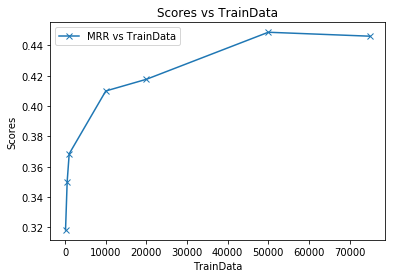 Scores vs TrainData
MRR vs TrainData
Scores
0.44
0.42
0.40
0.38
0.36
0.34
0.32
0 10000 20000 30000 40000 50000 60000 70000
TrainData